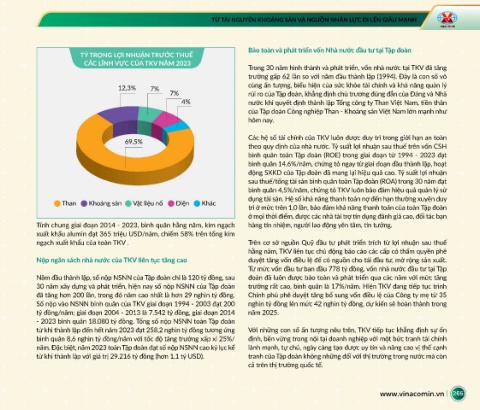 TỪ TÀI NGUYÊN KHOÁNG SẢN VÀ NGUỒN NHÂN LỰC ĐI LÊN GIÀU MẠNH
TỶ TRỌNG LỢI NHUẬN TRƯỚC THUẾ
CÁC LĨNH VỰC CỦA TKV NĂM 2023
12,3%
7%
7%
4%
69,5%
Than
Khoáng sản
Vật liệu nổ
Điện
Khác
Tính chung giai đoạn 2014 - 2023, bình quân hằng năm, kim ngạch
xuất khẩu alumin đạt 365 triệu USD/năm, chiếm 58% trên tổng kim
ngạch xuất khẩu của TKV .
Nộp ngân sách nhà nước của TKV liên tục tăng cao
Năm đầu thành lập, số nộp NSNN của Tập đoàn chỉ là 120 tỷ đồng, sau
30 năm xây dựng và phát triển, hiện nay số nộp NSNN của Tập đoàn
đã tăng hơn 200 lần, trong đó năm cao nhất là hơn 29 nghìn tỷ đồng.
Số nộp vào NSNN bình quân của TKV giai đoạn 1994 - 2003 đạt 200
tỷ đồng/năm; giai đoạn 2004 - 2013 là 7.542 tỷ đồng, giai đoạn 2014
- 2023 bình quân 18.080 tỷ đồng. Tổng số nộp NSNN toàn Tập đoàn
từ khi thành lập đến hết năm 2023 đạt 258,2 nghìn tỷ đồng tương ứng
bình quân 8,6 nghìn tỷ đồng/năm với tốc độ tăng trưởng xấp xỉ 25%/
năm. Đặc biệt, năm 2023 toàn Tập đoàn đạt số nộp NSNN cao kỷ lục kể
từ khi thành lập với giá trị 29.216 tỷ đồng (hơn 1,1 tỷ USD).
Bảo toàn và phát triển vốn Nhà nước đầu tư tại Tập đoàn
Trong 30 năm hình thành và phát triển, vốn nhà nước tại TKV đã tăng
trưởng gấp 62 lần so với năm đầu thành lập (1994). Đây là con số vô
cùng ấn tượng, biểu hiện của sức khỏe tài chính và khả năng quản lý
rủi ro của Tập đoàn, khẳng định chủ trương đúng đắn của Đảng và Nhà
nước khi quyết định thành lập Tổng công ty Than Việt Nam, tiền thân
của Tập đoàn Công nghiệp Than - Khoáng sản Việt Nam lớn mạnh như
hôm nay.
Các hệ số tài chính của TKV luôn được duy trì trong giới hạn an toàn
theo quy định của nhà nước. Tỷ suất lợi nhuận sau thuế trên vốn CSH
bình quân toàn Tập đoàn (ROE) trong giai đoạn từ 1994 - 2023 đạt
bình quân 14,6%/năm, chứng tỏ ngay từ giai đoạn đầu thành lập, hoạt
động SXKD của Tập đoàn đã mang lại hiệu quả cao. Tỷ suất lợi nhuận
sau thuế/tổng tài sản bình quân toàn Tập đoàn (ROA) trong 30 năm đạt
bình quân 4,5%/năm, chứng tỏ TKV luôn bảo đảm hiệu quả quản lý sử
dụng tài sản. Hệ số khả năng thanh toán nợ đến hạn thường xuyên duy
trì ở mức trên 1,0 lần, bảo đảm khả năng thanh toán của toàn Tập đoàn
ở mọi thời điểm, được các nhà tài trợ tín dụng đánh giá cao, đối tác bạn
hàng tín nhiệm, người lao động yên tâm, tin tưởng.
Trên cơ sở nguồn Quỹ đầu tư phát triển trích từ lợi nhuận sau thuế
hằng năm, TKV liên tục chủ động báo cáo các cấp có thẩm quyền phê
duyệt tăng vốn điều lệ để có nguồn cho tái đầu tư, mở rộng sản xuất.
Từ mức vốn đầu tư ban đầu 778 tỷ đồng, vốn nhà nước đầu tư tại Tập
đoàn đã luôn được bảo toàn và phát triển qua các năm với mức tăng
trưởng rất cao, bình quân là 17%/năm. Hiện TKV đang tiếp tục trình
Chính phủ phê duyệt tăng bổ sung vốn điều lệ của Công ty mẹ từ 35
nghìn tỷ đồng lên mức 42 nghìn tỷ đồng, dự kiến sẽ hoàn thành trong
năm 2025.
Với những con số ấn tượng nêu trên, TKV tiếp tục khẳng định sự ổn
định, bền vững trong nội tại doanh nghiệp với một bức tranh tài chính
lành mạnh, tự chủ, ngày càng tạo được uy tín và nâng cao vị thế cạnh
tranh của Tập đoàn không những đối với thị trường trong nước mà còn
cả trên thị trường quốc tế.
www.vinacomin.vn
265